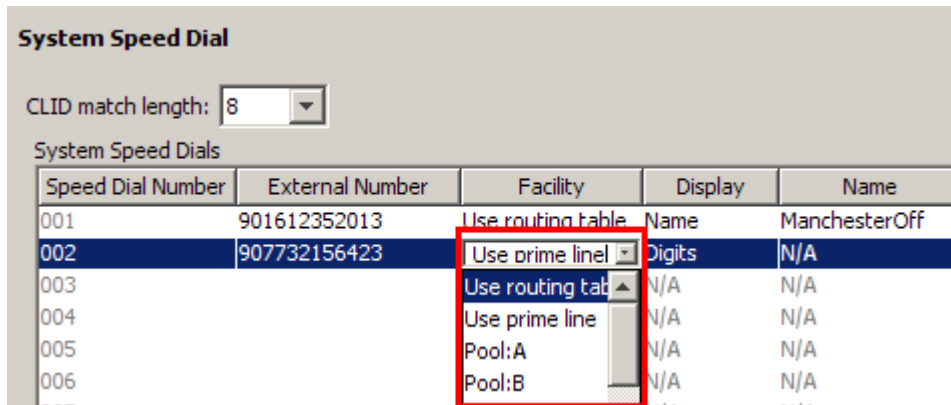 System Speed Dial
CLID match length: 8
System Speed Dials
Speed Dial Number External Number Facility Display Name
001 901612352013 Use routing table Name ManchesterOff
002 907732156423 Use prime linel Digits N/A
003 Use routing tab N/A N/A
004 Use prime line N/A N/A
005 Pool:A N/A N/A
006 Pool:B N/A N/A